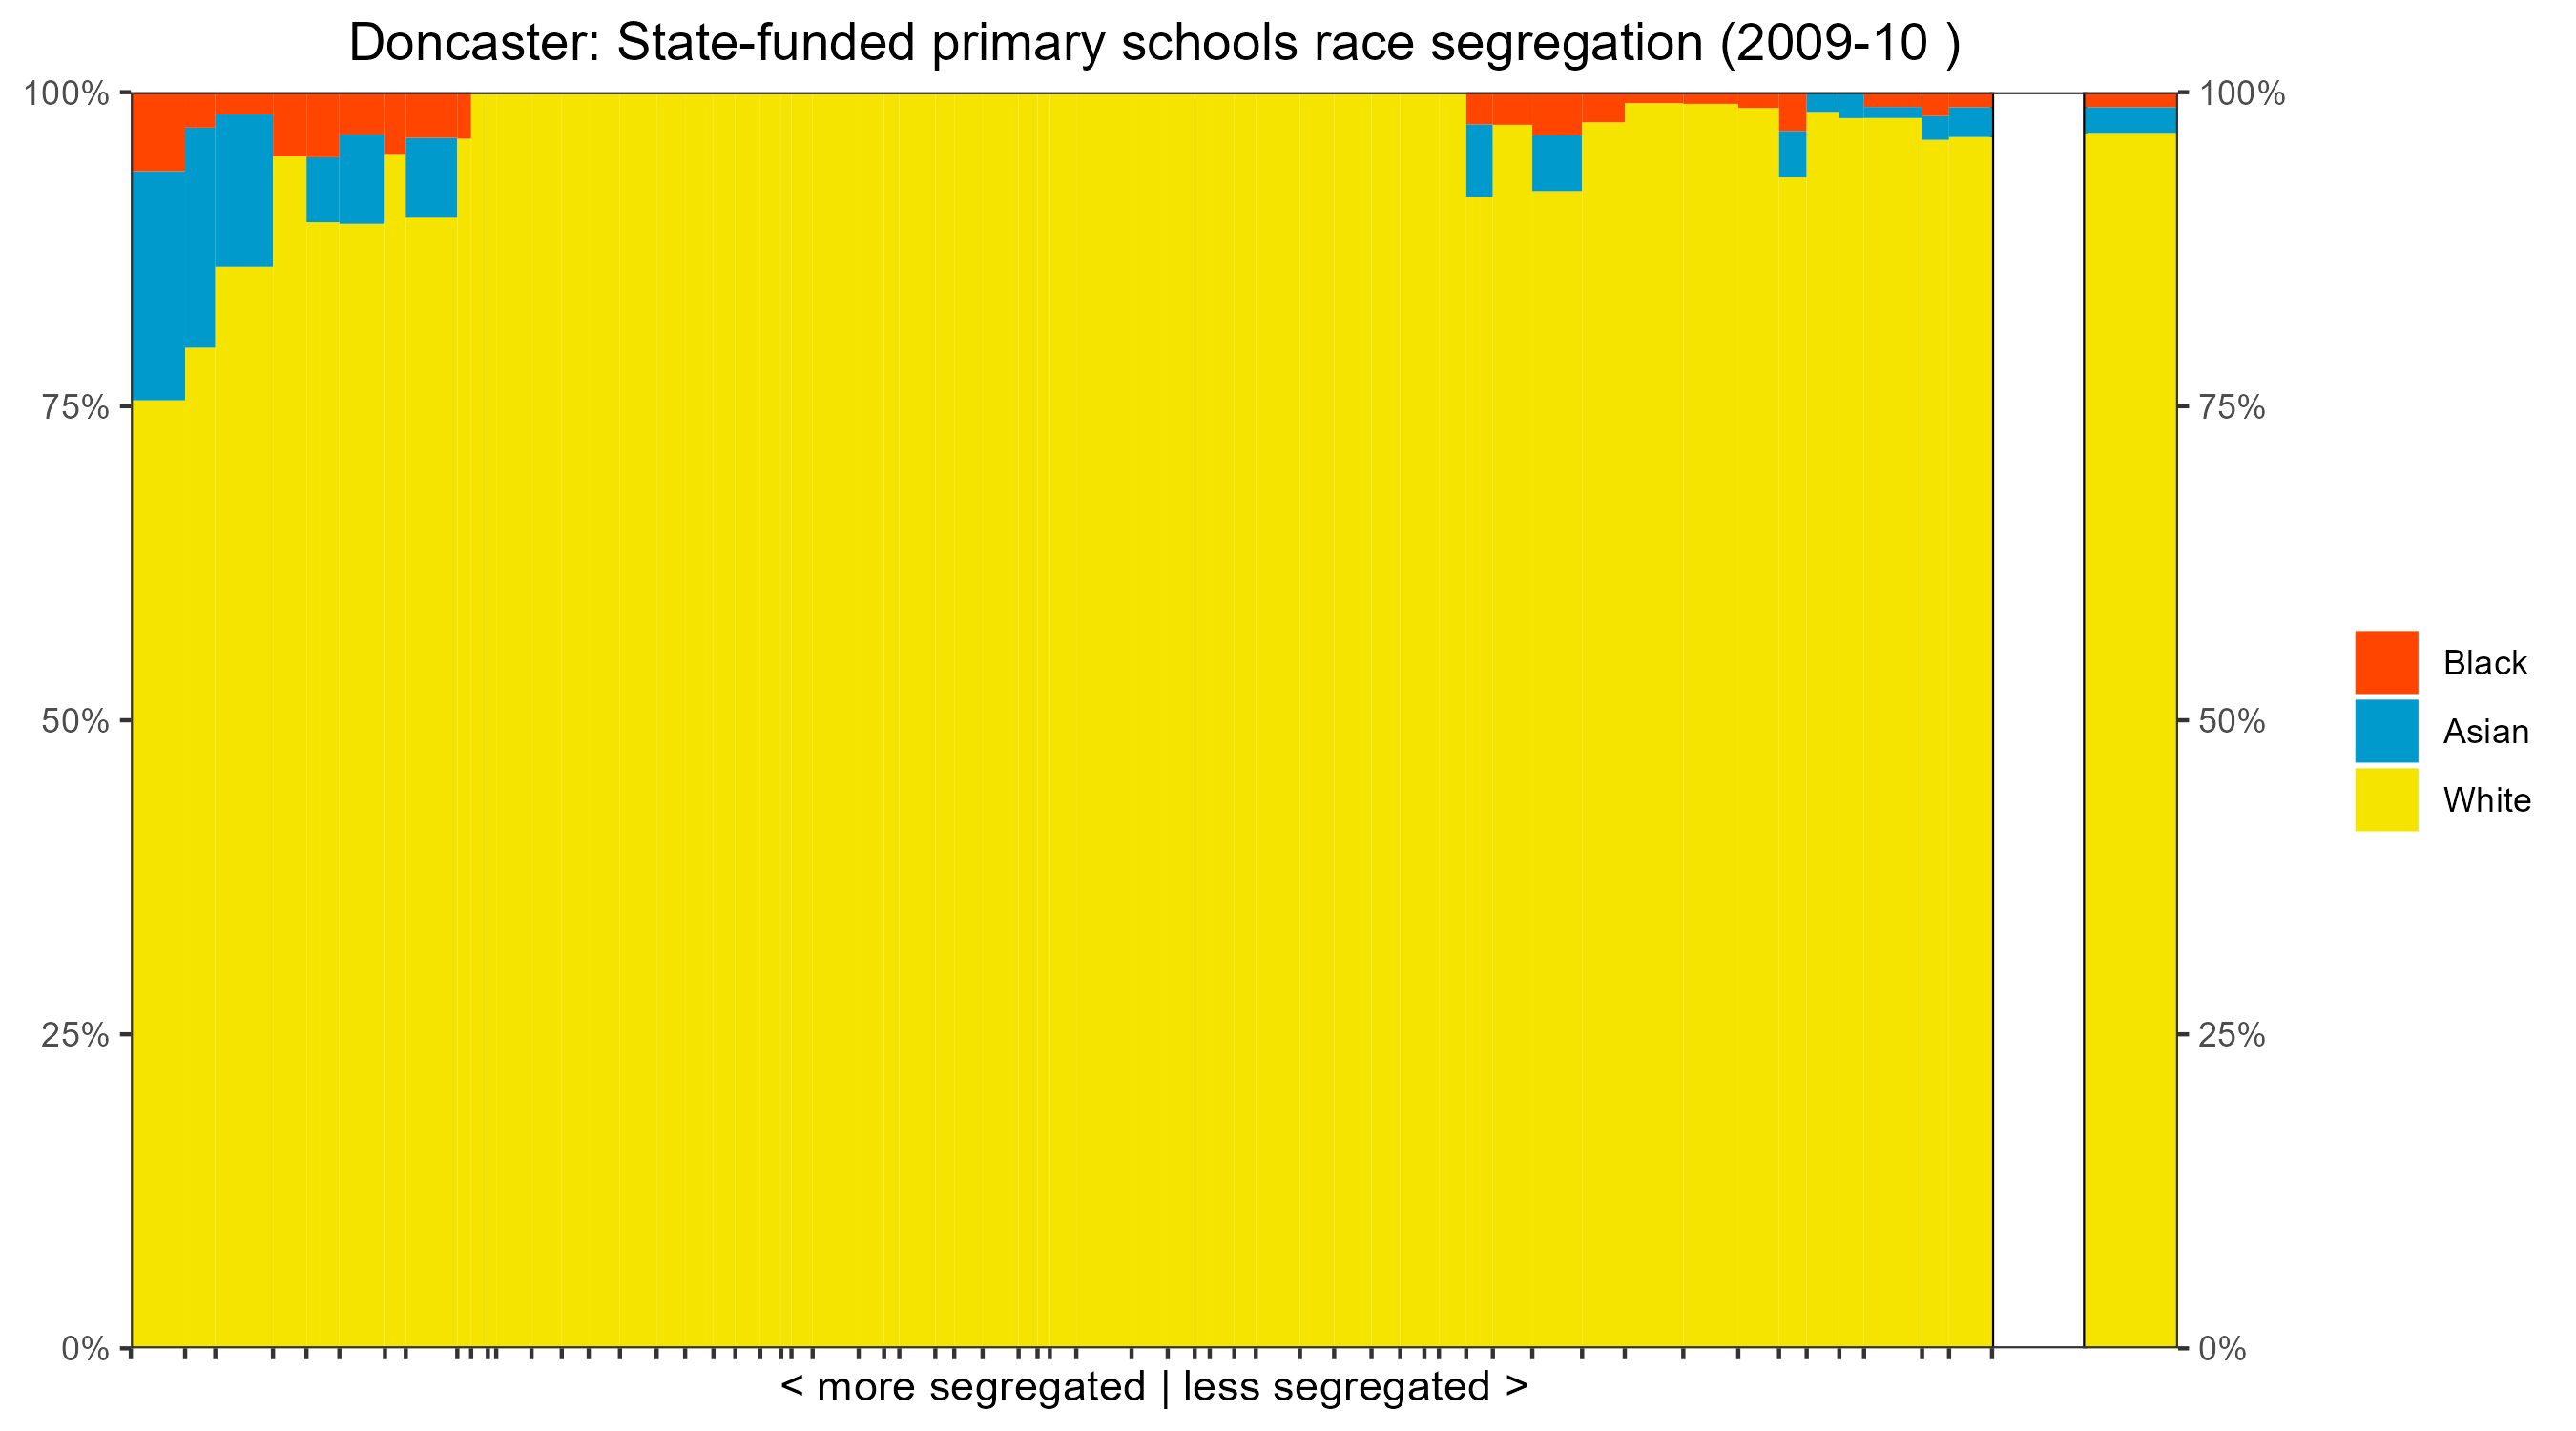 Doncaster: State-funded primary schools race segregation (2009-10 )
100%
75%
50%
25%
0%
100%
75%
50%
25%
0%
Black
Asian
White
< more segregated | less segregated >